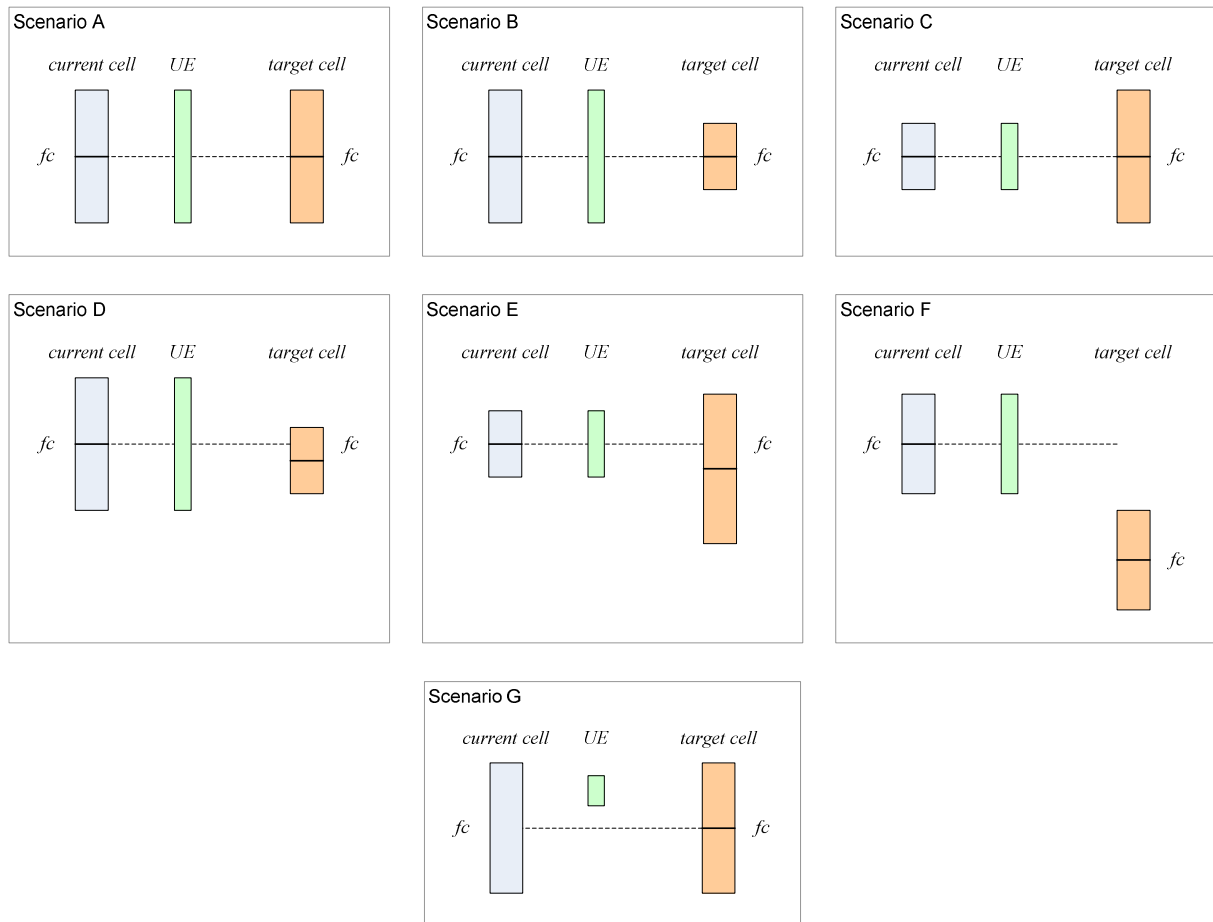 Scenario A
current cell UE target cell
fc fc
Scenario B
current cell UE target cell
fc fc
Scenario C
current cell UE target cell
fc fc
Scenario D
current cell UE target cell
fc fc
Scenario E
current cell UE target cell
fc fc
Scenario F
current cell UE target cell
fc
fc
Scenario G
current cell UE target cell
fc fc